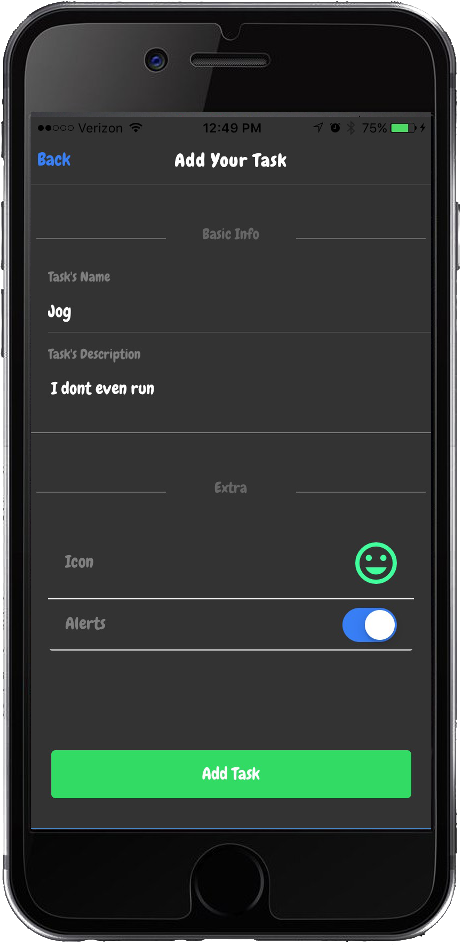 Verizon 12:49 PM 75%
Back Add Your Task
Basic Info
Task's Name
Jog
Task's Description
I dont even run
Extra
Icon
Alerts
Add Task